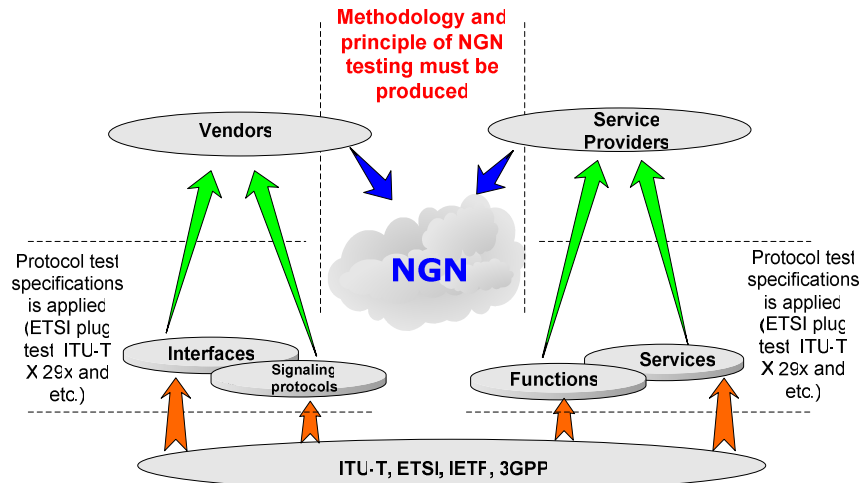 Methodology and
principle of NGN
testing must be
produced
Vendors
Service
Providers
NGN
Protocol test
specifications
is applied
(ETSI plug
test ITU-T
X 29x and
etc.)
Protocol test
specifications
is applied
(ETSI plug
test ITU-T
X 29x and
etc.)
Interfaces
Signaling
protocols
Functions
Services
ITU-T, ETSI, IETF, 3GPP